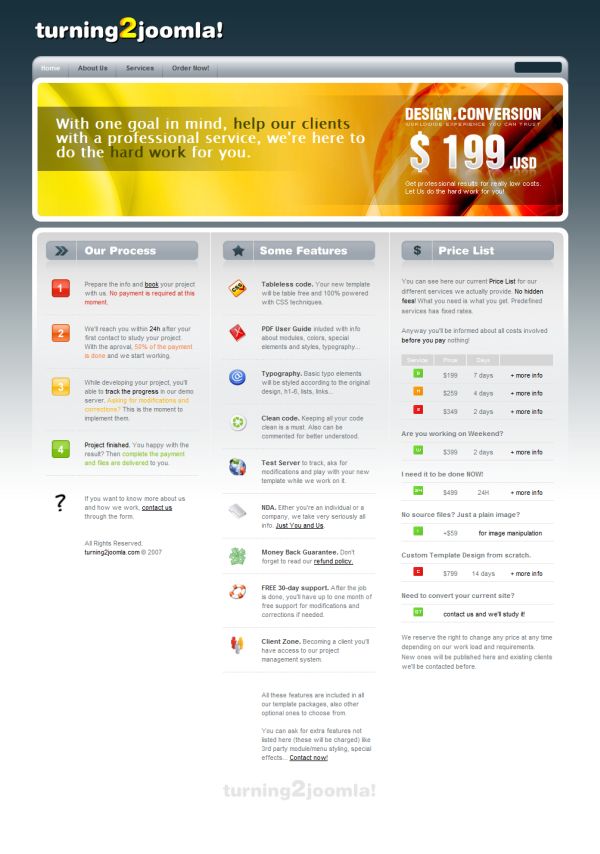 turning2joomla!
Home
About Us
Services
Order Now!
With one goal in mind, help our clients
with a professional service, we're here to
do the hard work for you.
DESIGN.CONVERSION
WORLDWIDE EXPERIENCE YOU CAN TRUST
$ 199.USD
Get professional results for really low costs.
Let Us do the hard work for you!
Our Process
1
Prepare the info and book your project
with us. No payment is required at this
moment.
2
We'll reach you within 24h after your
first contact to study your project.
With the aproval, 50% of the payment
is done and we start working.
3
While developing your project, you'll
able to track the progress in our demo
server. Asking for modifications and
corrections? This is the moment to
implement them.
4
Project finished. You happy with the
result? Then complete the payment
and files are delivered to you.
?
If you want to know more about us
and how we work, contact us
through the form.
All Rights Reserved.
turning2joomla.com © 2007
Some Features
Tableless code. Your new template
will be table free and 100% powered
with CSS techniques.
PDF User Guide inluded with info
about modules, colors, special
elements and styles, typography...
Typography. Basic typo elements
will be styled according to the original
design, h1-6, lists, links...
Clean code. Keeping all your code
clean is a must. Also can be
commented for better understood.
Test Server to track, aks for
modifications and play with your new
template while we work on it.
NDA. Either you're an individual or a
company, we take very seriously all
info. Just You and Us.
Money Back Guarantee. Don't
forget to read our refund policy.
FREE 30-day support. After the job
is done, you'll have up to one month of
free support for modifications and
corrections if needed.
Client Zone. Becoming a client you'll
have access to our project
management system.
All these features are included in all
our template packages, also other
optional ones to choose from.
You can ask for extra features not
listed here (these will be charged) like
3rd party module/menu styling, special
effects... Contact now!
turning2joomla!
$ Price List
You can see here our current Price List for our
different services we actually provide. No hidden
fees! What you need is what you get. Predefined
services has fixed rates.
Anyway you'll be informed about all costs involved
before you pay nothing!
Service Price Days
$199 7 days + more info
$259 4 days + more info
$349 2 days + more info
Are you working on Weekend?
$399 2 days + more info
I need it to be done NOW!
$499 24H + more info
No source files? Just a plain image?
+$59 for image manipulation
Custom Template Design from scratch.
$799 14 days + more info
Need to convert your current site?
contact us and we'll study it!
We reserve the right to change any price at any time
depending on our work load and requirements.
New ones will be published here and existing clients
we'll be contacted before.